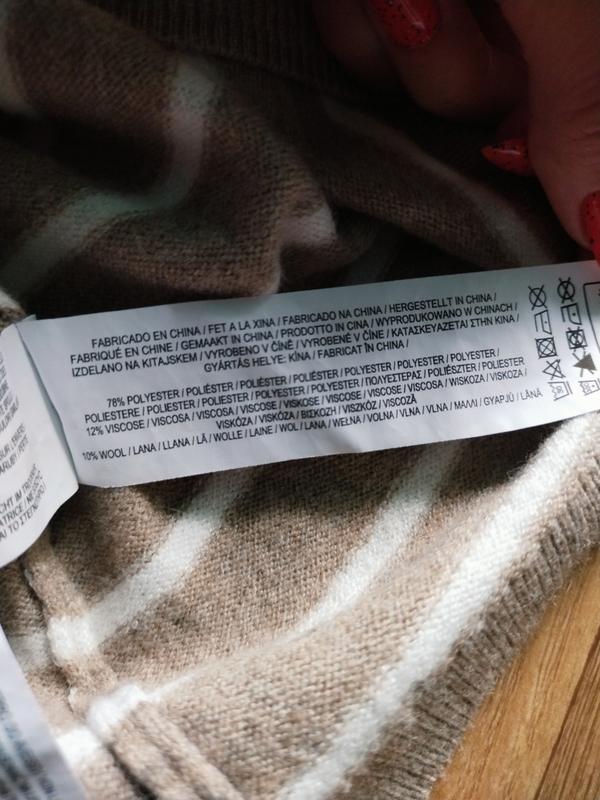 FABRICADO EN CHINA / FET A LA XINA / FABRICADO NA CHINA / HERGESTELLT IN CHINA /
FABRIQUÉ EN CHINE / GEMAAKT IN CHINA / PRODOTTO IN CINA / WYPRODUKOWANO W CHINACH /
IZDELANO NA KITAJSKEM / VYROBENO V ČÍNĚ / VYROBENÉ V ČÍNE / ΚΑΤΑΣΚΕΥΑΖΕΤΑΙ ΣΤΗΝ ΚΙΝΑ /
GYÁRTÁS HELYE: KÍNA / FABRICAT ÎN CHINA /
78% POLYESTER / POLIÉSTER / POLIÈSTER / POLIÉSTER / POLYESTER / POLYESTER /
POLIESTERE / POLIESTER / POLIESTER / POLYESTER / POLYESTER / ΠΟΛΥΕΣΤΕΡΑΣ / POLIÉSZTER / POLIESTER
12% VISCOSE / VISCOSA / VISCOSA / VISCOSE / VISKOSE / VISCOSE / VISCOSE / VISCOSA / WISKOZA / VISKOZA /
VISKÓZA / VISKÓZA / ΒΙΣΚΟΖΗ / VISZKÓZ / VISCOZĂ
10% WOOL / LANA / LLANA / LÃ / WOLLE / LAINE / WOL / LANA / WEŁNA / VOLNA / VLNA / VLNA / ΜΑΛΛΙ / GYAPJÚ / LÂNĂ